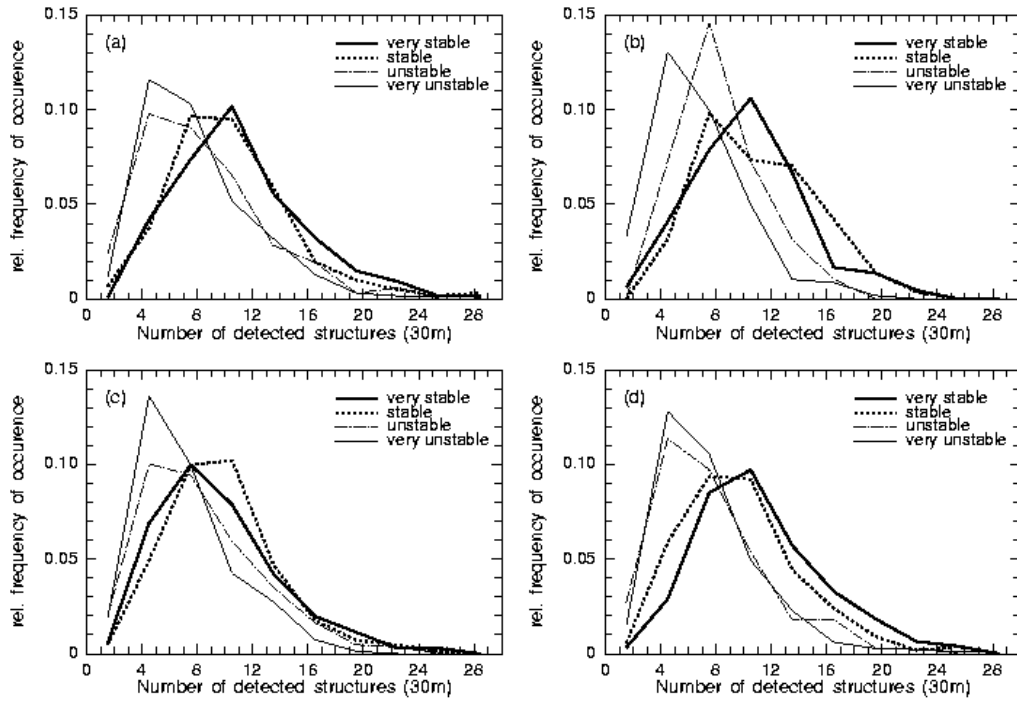 0.15
(a)
very stable
stable
unstable
very unstable
0.10
0.05
0
rel. frequency of occurence
0 4 8 12 16 20 24 28
Number of detected structures (30m)
0.15
(b)
very stable
stable
unstable
very unstable
0.10
0.05
0
rel. frequency of occurence
0 4 8 12 16 20 24 28
Number of detected structures (30m)
0.15
(c)
very stable
stable
unstable
very unstable
0.10
0.05
0
rel. frequency of occurence
0 4 8 12 16 20 24 28
Number of detected structures (30m)
0.15
(d)
very stable
stable
unstable
very unstable
0.10
0.05
0
rel. frequency of occurence
0 4 8 12 16 20 24 28
Number of detected structures (30m)